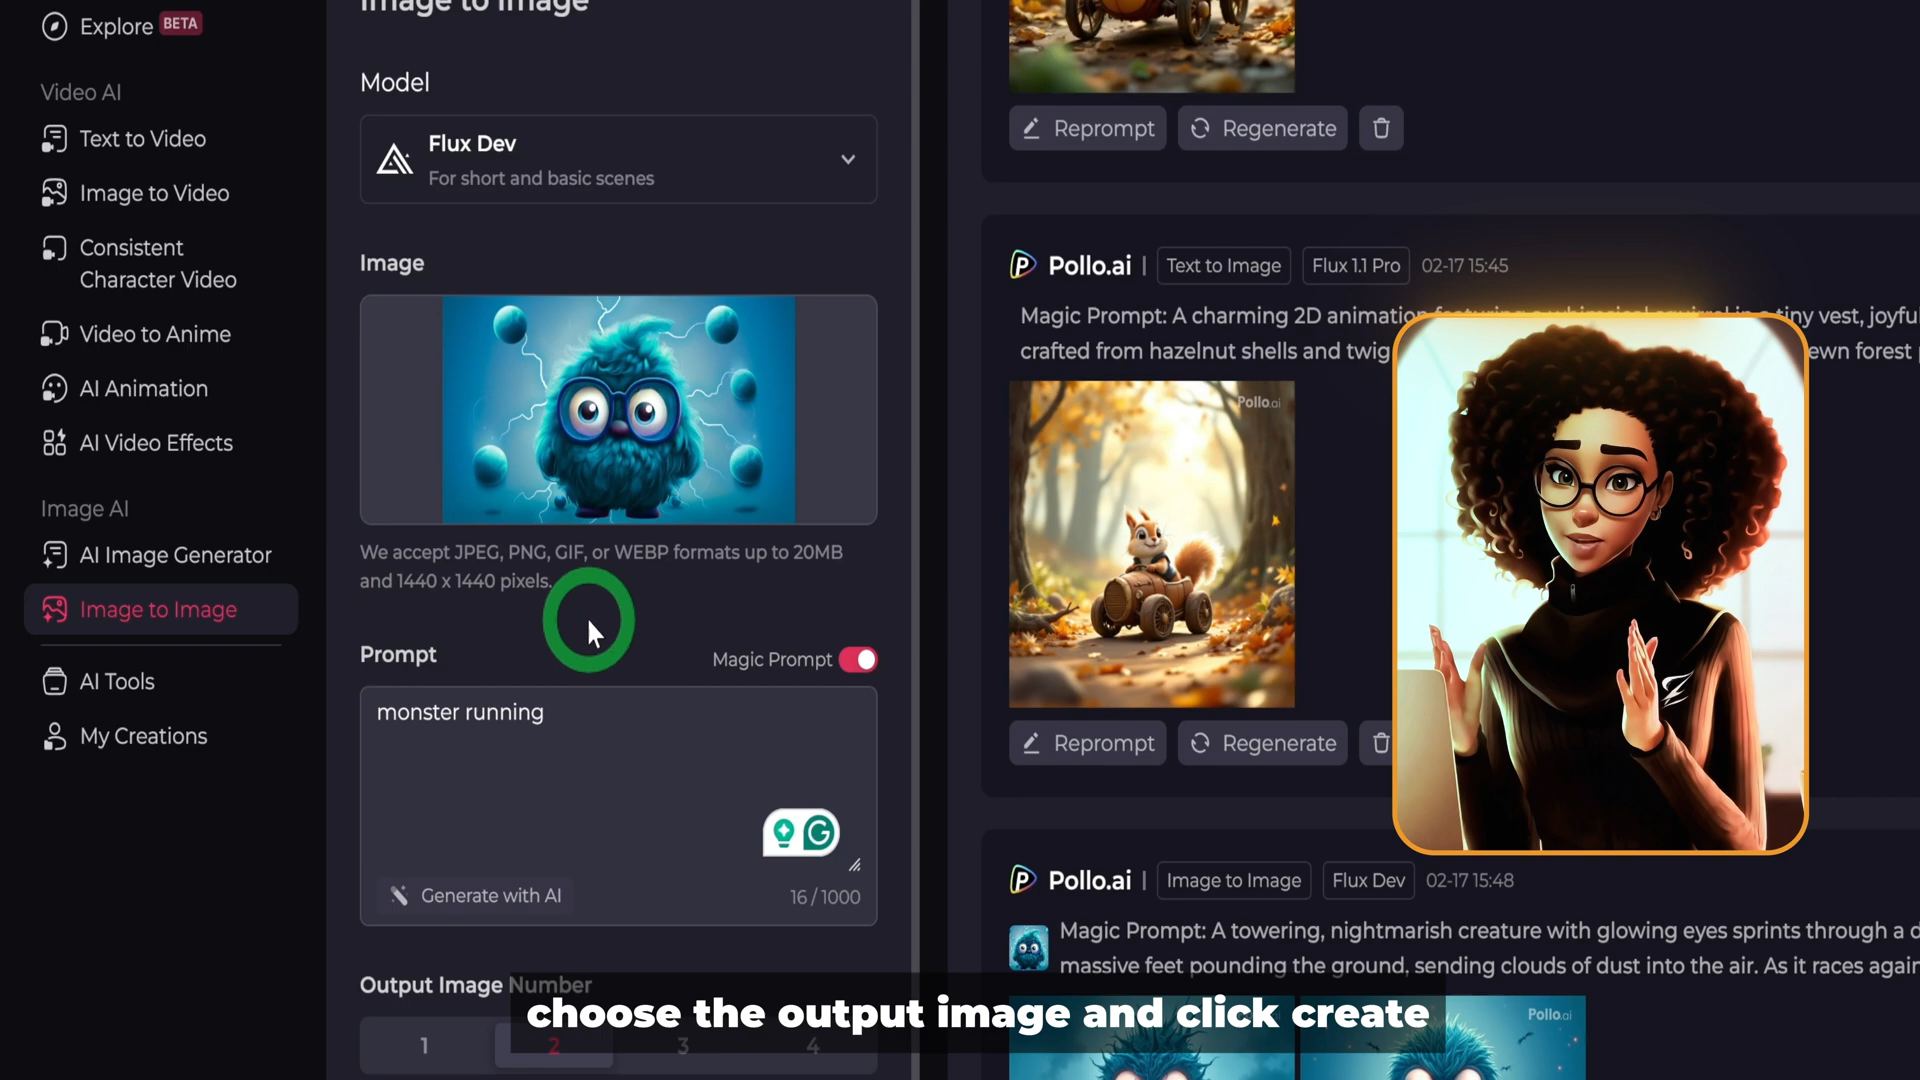 Explore BETA
Video AI
Text to Video
Image to Video
Consistent
Character Video
Video to Anime
AI Animation
AI Video Effects
Image AI
AI Image Generator
Image to Image
AI Tools
My Creations
Image to Image
Model
Flux Dev
For short and basic scenes
Image
We accept JPEG, PNG, GIF, or WEBP formats up to 20MB
and 1440 x 1440 pixels.
Prompt
Magic Prompt
monster running
Generate with AI
16 / 1000
Output Image Number
1
2
3
4
Reprompt
Regenerate
Pollo.ai | Text to Image Flux 1.1 Pro 02-17 15:45
Magic Prompt: A charming 2D animation featuring a whimsical squirrel in a tiny vest, joyfu
crafted from hazelnut shells and twig
ewn forest
Pollo.ai
Reprompt
Regenerate
Pollo.ai | Image to Image Flux Dev 02-17 15:48
Magic Prompt: A towering, nightmarish creature with glowing eyes sprints through a d
massive feet pounding the ground, sending clouds of dust into the air. As it races again
Pollo.ai
choose the output image and click create